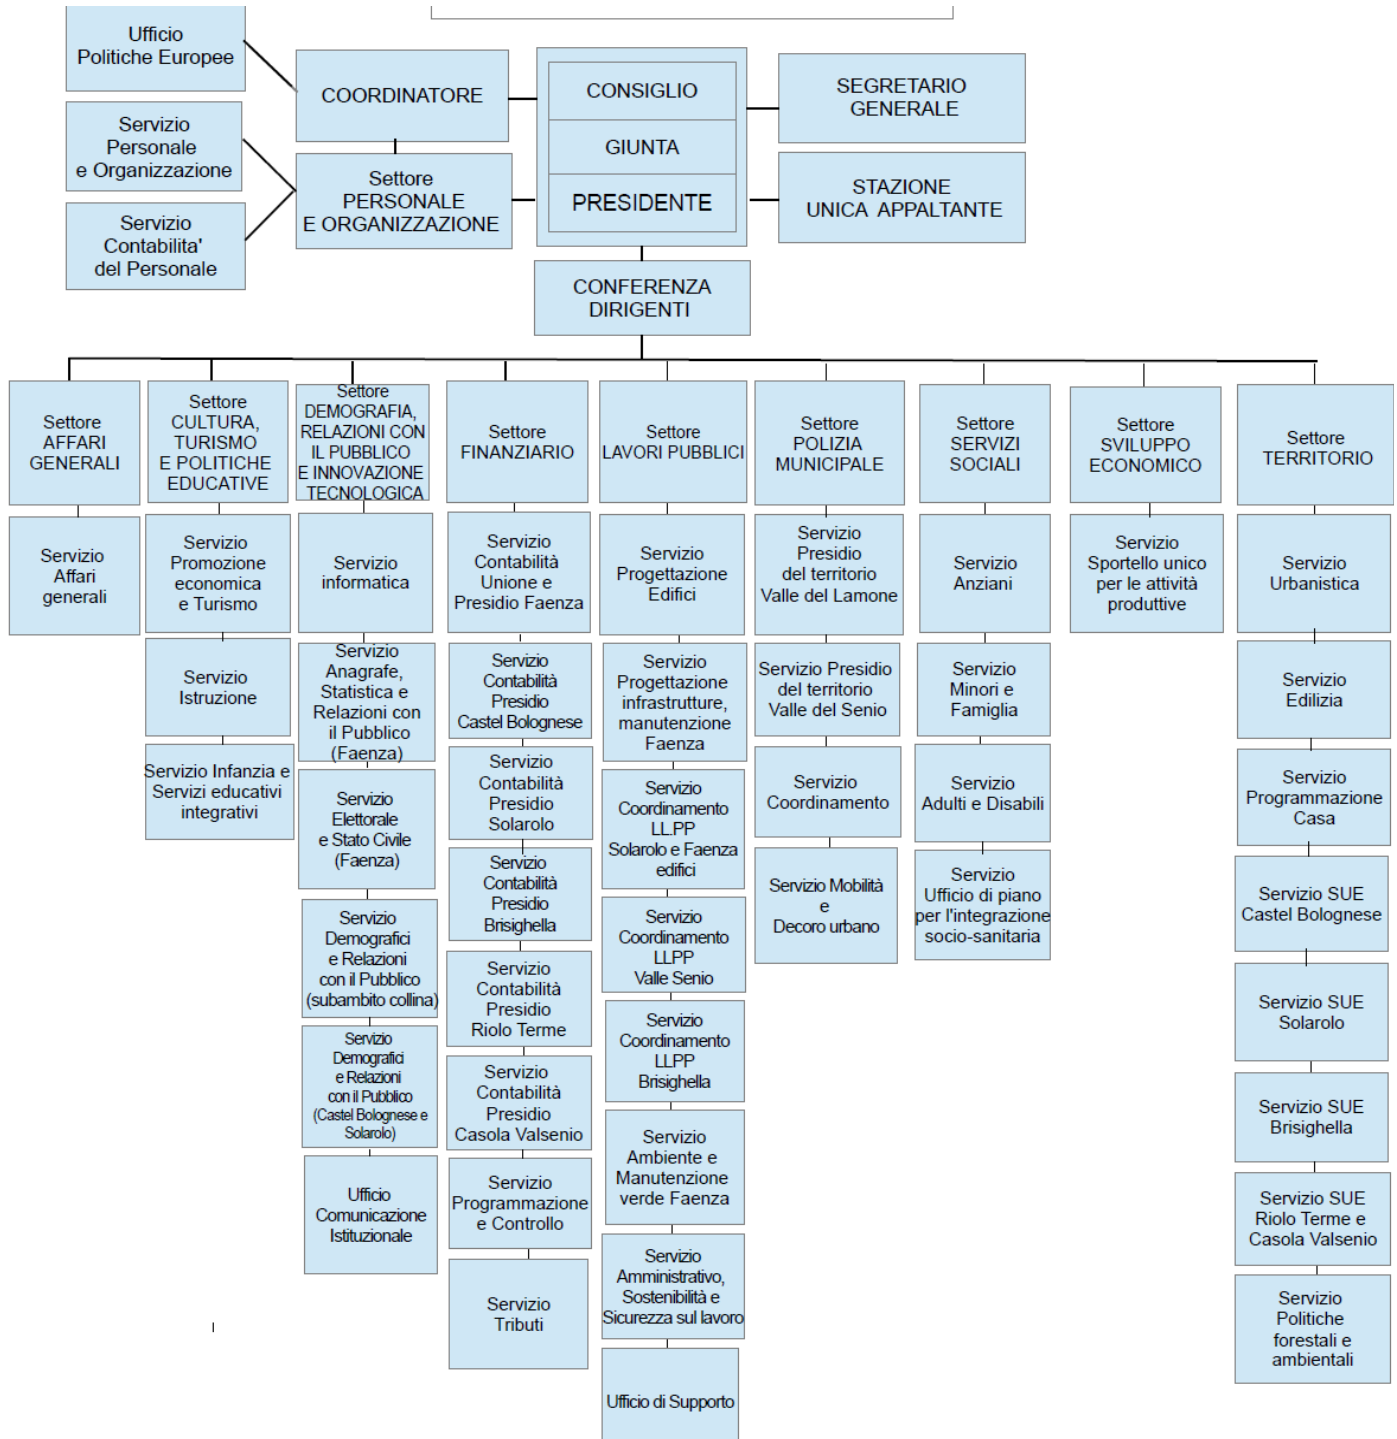 Ufficio
Politiche Europee
COORDINATORE
CONSIGLIO
GIUNTA
PRESIDENTE
SEGRETARIO
GENERALE
Servizio
Personale
e Organizzazione
Settore
PERSONALE
E ORGANIZZAZIONE
STAZIONE
UNICA APPALTANTE
Servizio
Contabilita'
del Personale
CONFERENZA
DIRIGENTI
Settore
AFFARI
GENERALI
Servizio
Affari
generali
Settore
CULTURA,
TURISMO
E POLITICHE
EDUCATIVE
Servizio
Promozione
economica
e Turismo
Servizio
Istruzione
Servizio Infanzia e
Servizi educativi
integrativi
Settore
DEMOGRAFIA,
RELAZIONI CON
IL PUBBLICO
E INNOVAZIONE
TECNOLOGICA
Servizio
informatica
Servizio
Anagrafe,
Statistica e
Relazioni con
il Pubblico
(Faenza)
Servizio
Elettorale
e Stato Civile
(Faenza)
Servizio
Demografici
e Relazioni
con il Pubblico
(subambito collina)
Servizio
Demografici
e Relazioni
con il Pubblico
(Castel Bolognese e
Solarolo)
Ufficio
Comunicazione
Istituzionale
Settore
FINANZIARIO
Servizio
Contabilità
Unione e
Presidio Faenza
Servizio
Contabilità
Presidio
Castel Bolognese
Servizio
Contabilità
Presidio
Solarolo
Servizio
Contabilità
Presidio
Brisighella
Servizio
Contabilità
Presidio
Riolo Terme
Servizio
Contabilità
Presidio
Casola Valsenio
Servizio
Programmazione
e Controllo
Servizio
Tributi
Settore
LAVORI PUBBLICI
Servizio
Progettazione
Edifici
Servizio
Progettazione
infrastrutture,
manutenzione
Faenza
Servizio
Coordinamento
LL.PP
Solarolo e Faenza
edifici
Servizio
Coordinamento
LLPP
Valle Senio
Servizio
Coordinamento
LLPP
Brisighella
Servizio
Ambiente e
Manutenzione
verde Faenza
Servizio
Amministrativo,
Sostenibilità e
Sicurezza sul lavoro
Ufficio di Supporto
Settore
POLIZIA
MUNICIPALE
Servizio
Presidio
del territorio
Valle del Lamone
Servizio Presidio
del territorio
Valle del Senio
Servizio
Coordinamento
Servizio Mobilità
e
Decoro urbano
Settore
SERVIZI
SOCIALI
Servizio
Anziani
Servizio
Minori e
Famiglia
Servizio
Adulti e Disabili
Servizio
Ufficio di piano
per l'integrazione
socio-sanitaria
Settore
SVILUPPO
ECONOMICO
Servizio
Sportello unico
per le attività
produttive
Settore
TERRITORIO
Servizio
Urbanistica
Servizio
Edilizia
Servizio
Programmazione
Casa
Servizio SUE
Castel Bolognese
Servizio SUE
Solarolo
Servizio SUE
Brisighella
Servizio SUE
Riolo Terme e
Casola Valsenio
Servizio
Politiche
forestali e
ambientali